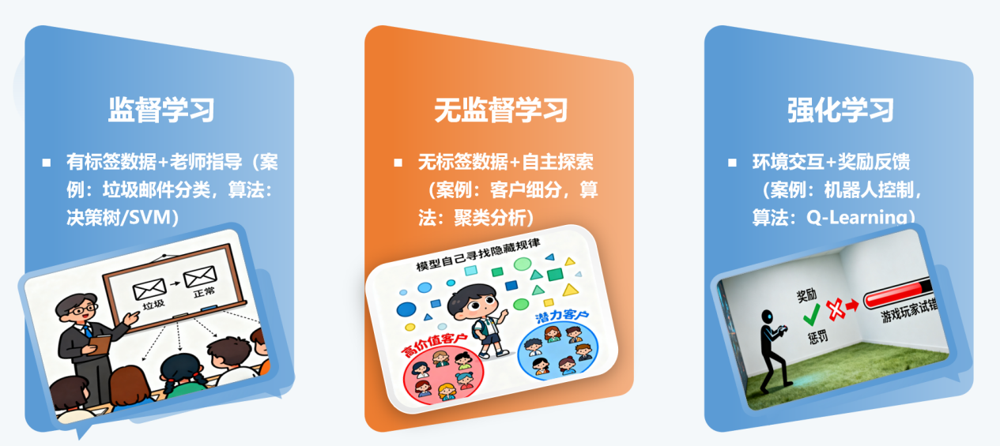 监督学习
■ 有标签数据+老师指导（案
例：垃圾邮件分类，算法：
决策树/SVM）
垃圾
正常
无监督学习
■ 无标签数据+自主探索
（案例：客户细分，算
法：聚类分析）
模型自己寻找隐藏规律
高价值客户
潜力客户
强化学习
■ 环境交互+奖励反馈
（案例：机器人控制，
算法：Q-Learning）
奖励
惩罚
游戏玩家试错